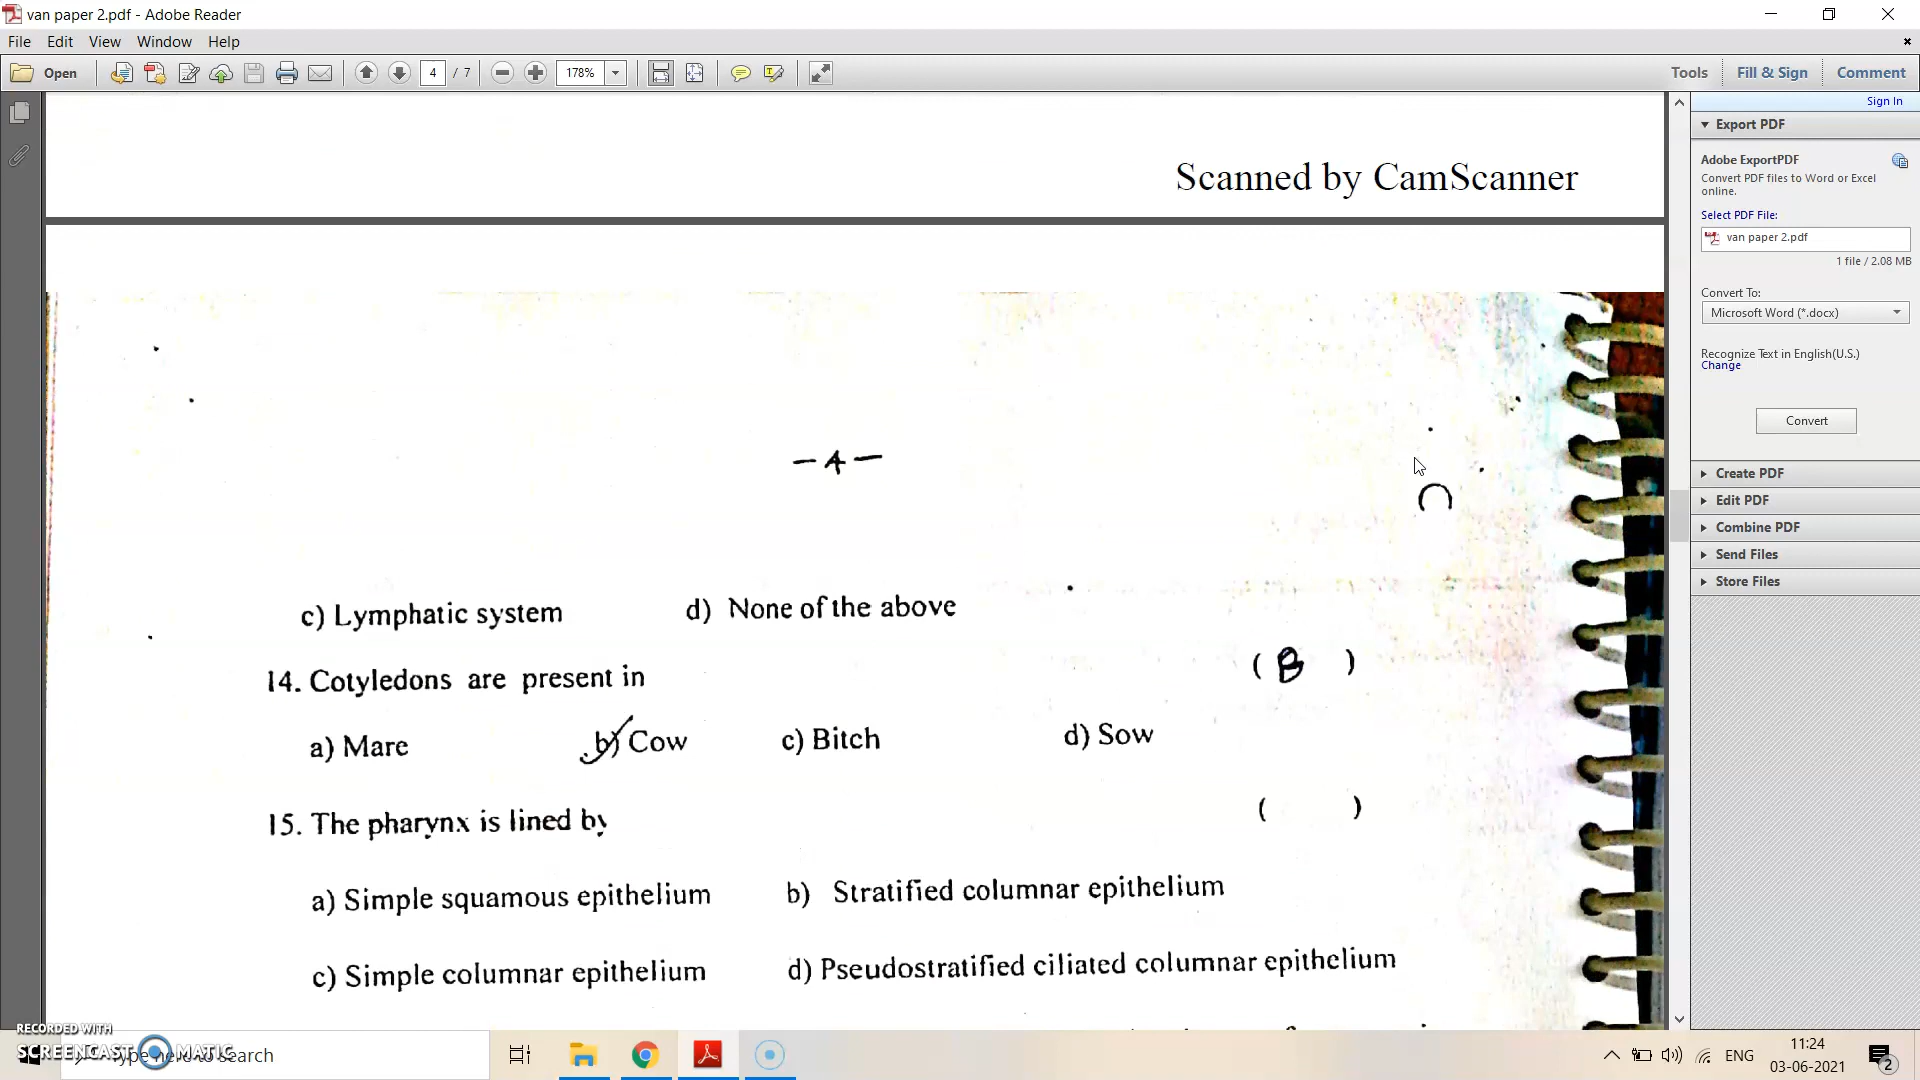 van paper 2.pdf - Adobe Reader
File Edit View Window Help
Open 4 / 7 178% Tools Fill & Sign Comment
Sign In
Export PDF
Adobe ExportPDF
Convert PDF files to Word or Excel
online.
Select PDF File:
van paper 2.pdf
1 file / 2.08 MB
Convert To:
Microsoft Word (*.docx)
Recognize Text in English(U.S.)
Change
Convert
Create PDF
Edit PDF
Combine PDF
Send Files
Store Files
Scanned by CamScanner
-4-
c) Lymphatic system d) None of the above
14. Cotyledons are present in ( B )
a) Mare b) Cow c) Bitch d) Sow
15. The pharynx is lined by ( )
a) Simple squamous epithelium b) Stratified columnar epithelium
c) Simple columnar epithelium d) Pseudostratified ciliated columnar epithelium
RECORDED WITH
SCREENCAST MATIC
Type here to search
ENG
11:24
03-06-2021
2